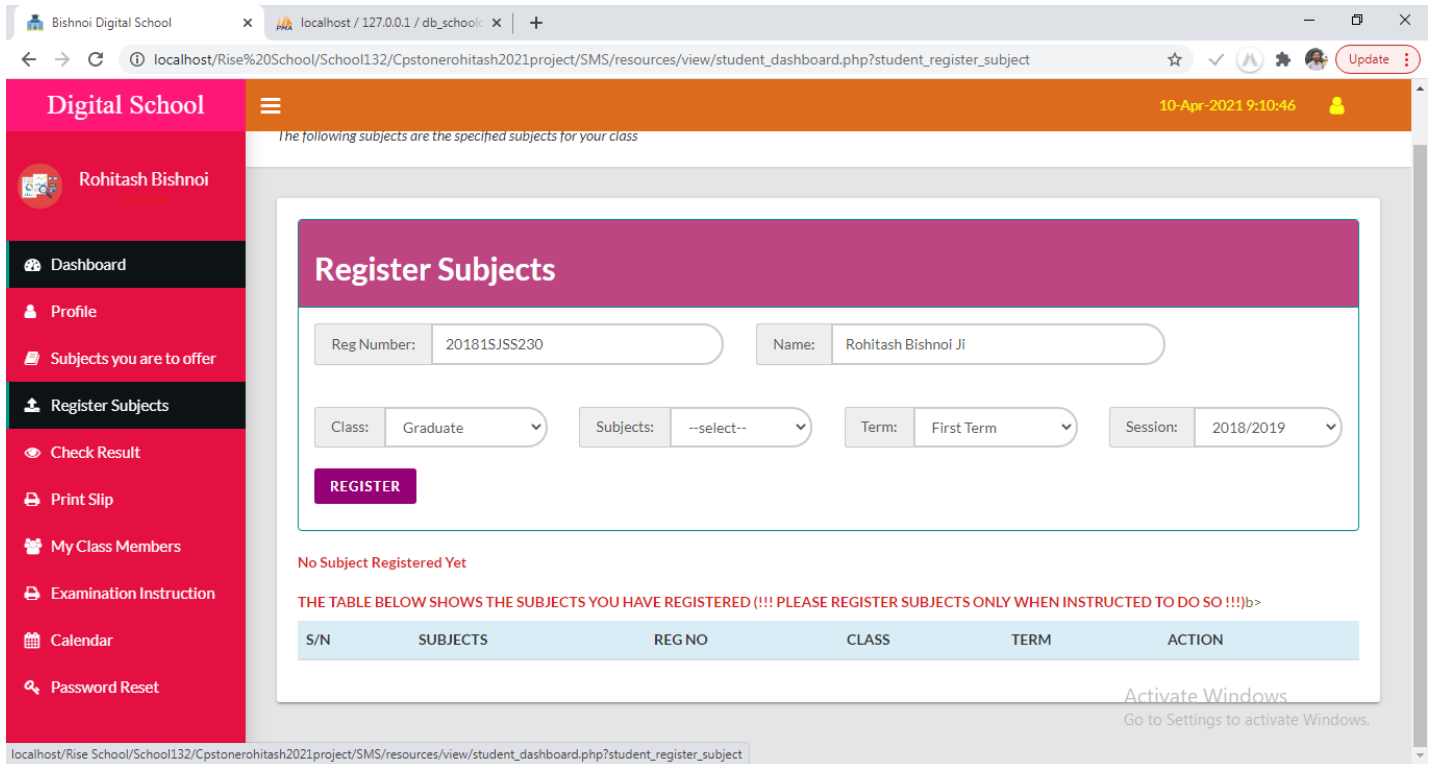 Bishnoi Digital School
localhost / 127.0.0.1 / db_school
localhost/Rise%20School/School132/Cpstonerohitash2021project/SMS/resources/view/student_dashboard.php?student_register_subject
Update
Digital School
10-Apr-2021 9:10:46
The following subjects are the specified subjects for your class
Rohitash Bishnoi
Dashboard
Profile
Subjects you are to offer
Register Subjects
Check Result
Print Slip
My Class Members
Examination Instruction
Calendar
Password Reset
Register Subjects
Reg Number: 20181SJSS230 Name: Rohitash Bishnoi Ji
Class: Graduate Subjects: --select-- Term: First Term Session: 2018/2019
REGISTER
No Subject Registered Yet
THE TABLE BELOW SHOWS THE SUBJECTS YOU HAVE REGISTERED (!!! PLEASE REGISTER SUBJECTS ONLY WHEN INSTRUCTED TO DO SO !!!)b>
S/N SUBJECTS REG NO CLASS TERM ACTION
Activate Windows
Go to Settings to activate Windows.
localhost/Rise School/School132/Cpstonerohitash2021project/SMS/resources/view/student_dashboard.php?student_register_subject